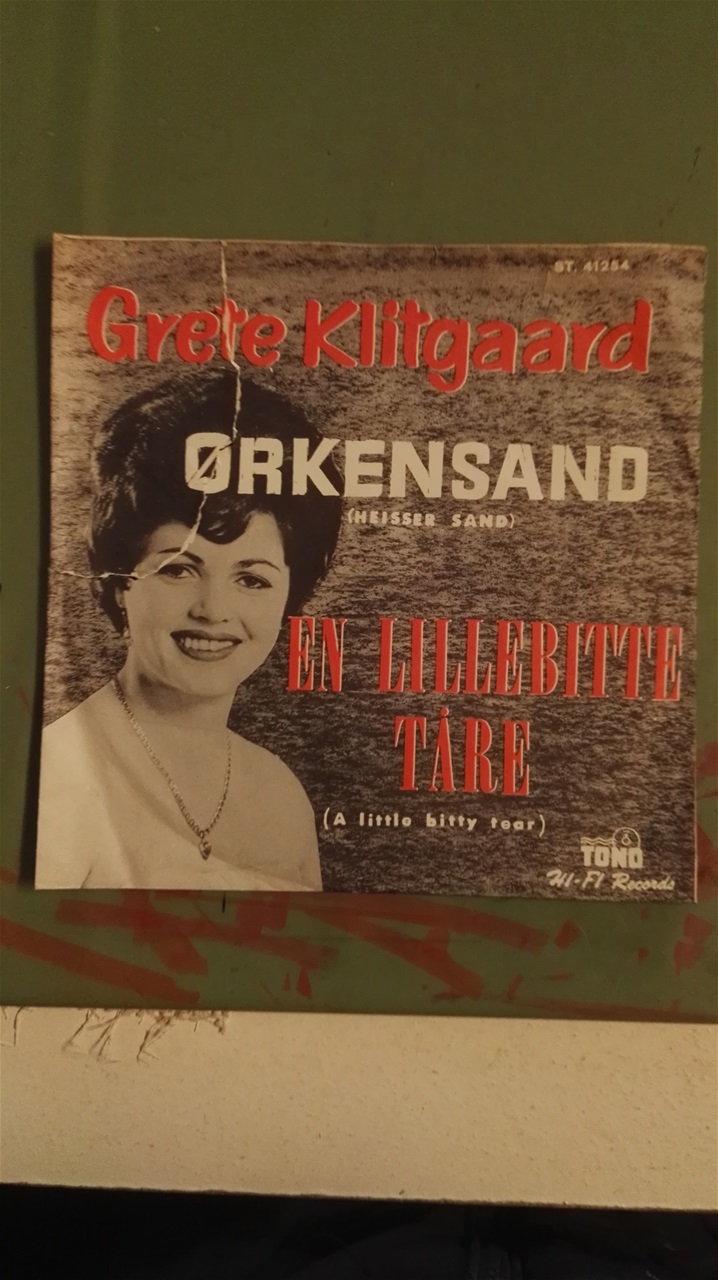 ST. 41254
Grete Klitgaard
ØRKENSAND
(HEISSER SAND)
EN LILLEBITTE
TÅRE
(A little bitty tear)
TONO
HI-FI Records